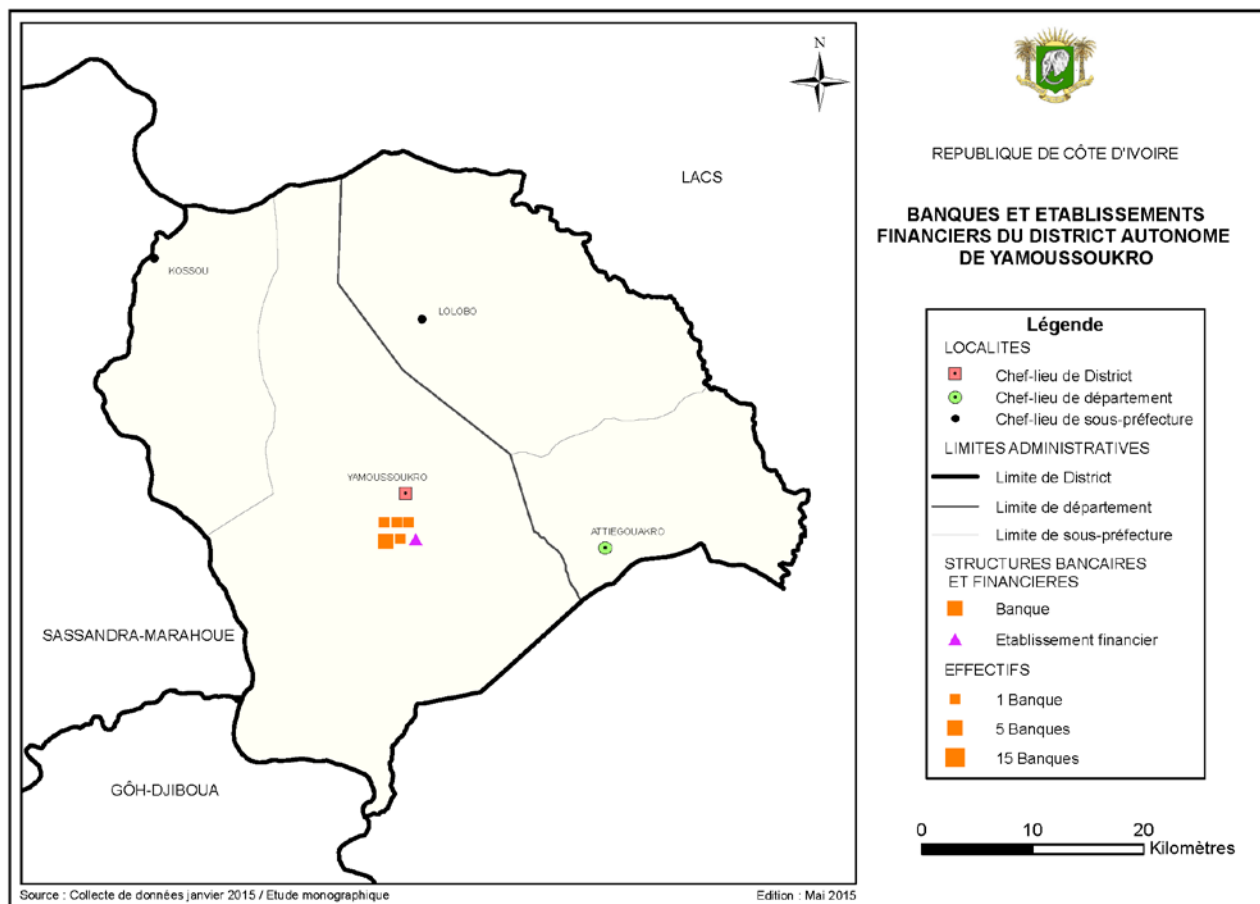 N
LACS
KOSSOU
LOLOBO
YAMOUSSOUKRO
ATTIEGOUAKRO
SASSANDRA-MARAHOUE
GÔH-DJIBOUA
Source : Collecte de données janvier 2015 / Etude monographique
Edition : Mai 2015
REPUBLIQUE DE CÔTE D'IVOIRE
BANQUES ET ETABLISSEMENTS
FINANCIERS DU DISTRICT AUTONOME
DE YAMOUSSOUKRO
Légende
LOCALITES
Chef-lieu de District
Chef-lieu de département
Chef-lieu de sous-préfecture
LIMITES ADMINISTRATIVES
Limite de District
Limite de département
Limite de sous-préfecture
STRUCTURES BANCAIRES
ET FINANCIERES
Banque
Etablissement financier
EFFECTIFS
1 Banque
5 Banques
15 Banques
0 10 20
Kilomètres